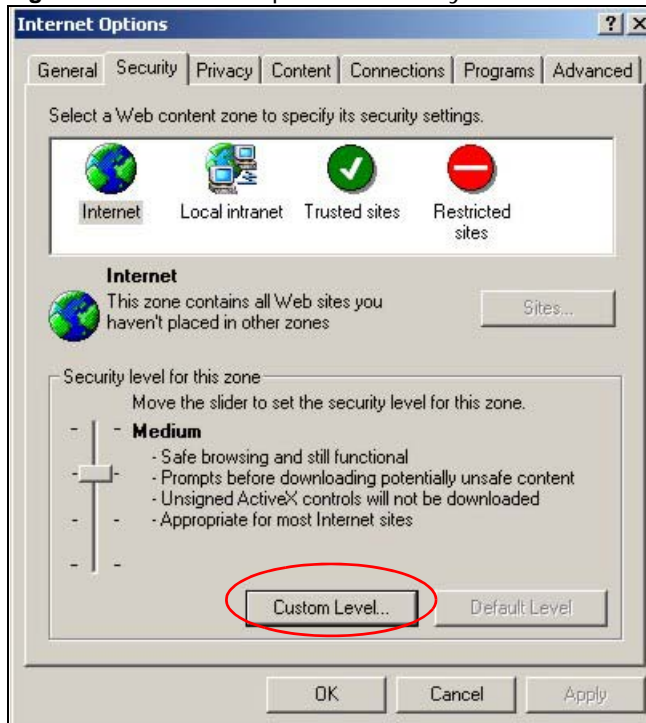 Internet Options
General Security Privacy Content Connections Programs Advanced
Select a Web content zone to specify its security settings.
Internet Local intranet Trusted sites Restricted
sites
Internet
This zone contains all Web sites you
haven't placed in other zones
Sites...
Security level for this zone
Move the slider to set the security level for this zone.
Medium
- Safe browsing and still functional
- Prompts before downloading potentially unsafe content
- Unsigned ActiveX controls will not be downloaded
- Appropriate for most Internet sites
Custom Level... Default Level
OK Cancel Apply